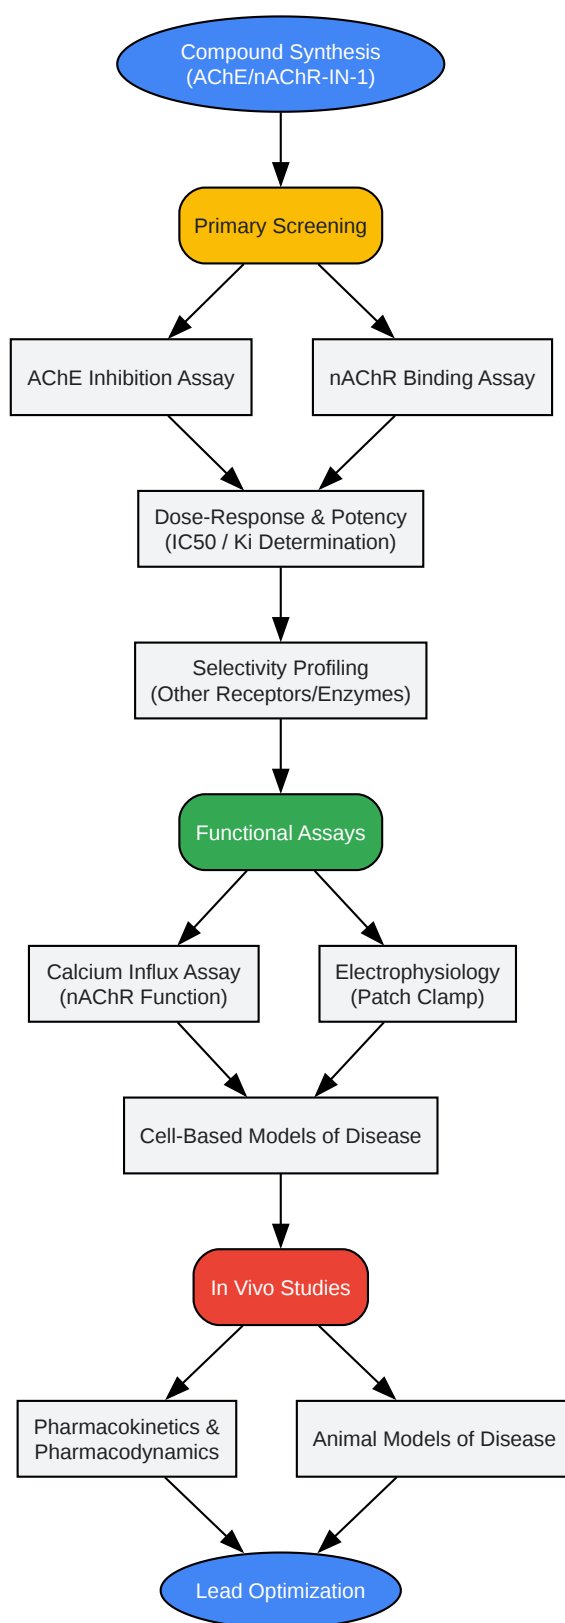 Compound Synthesis
(AChE/nAChR-IN-1)
Primary Screening
AChE Inhibition Assay
nAChR Binding Assay
Dose-Response & Potency
(IC50 / Ki Determination)
Selectivity Profiling
(Other Receptors/Enzymes)
Functional Assays
Calcium Influx Assay
(nAChR Function)
Electrophysiology
(Patch Clamp)
Cell-Based Models of Disease
In Vivo Studies
Pharmacokinetics &
Pharmacodynamics
Animal Models of Disease
Lead Optimization